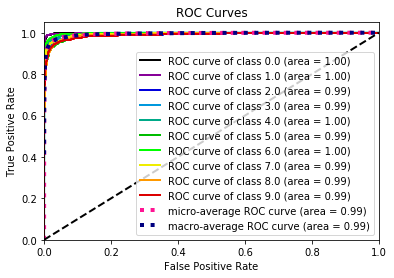 ROC Curves
1.0
0.8
0.6
0.4
0.2
0.0
True Positive Rate
ROC curve of class 0.0 (area = 1.00)
ROC curve of class 1.0 (area = 1.00)
ROC curve of class 2.0 (area = 0.99)
ROC curve of class 3.0 (area = 0.99)
ROC curve of class 4.0 (area = 1.00)
ROC curve of class 5.0 (area = 0.99)
ROC curve of class 6.0 (area = 1.00)
ROC curve of class 7.0 (area = 0.99)
ROC curve of class 8.0 (area = 0.99)
ROC curve of class 9.0 (area = 0.99)
micro-average ROC curve (area = 0.99)
macro-average ROC curve (area = 0.99)
0.0 0.2 0.4 0.6 0.8 1.0
False Positive Rate